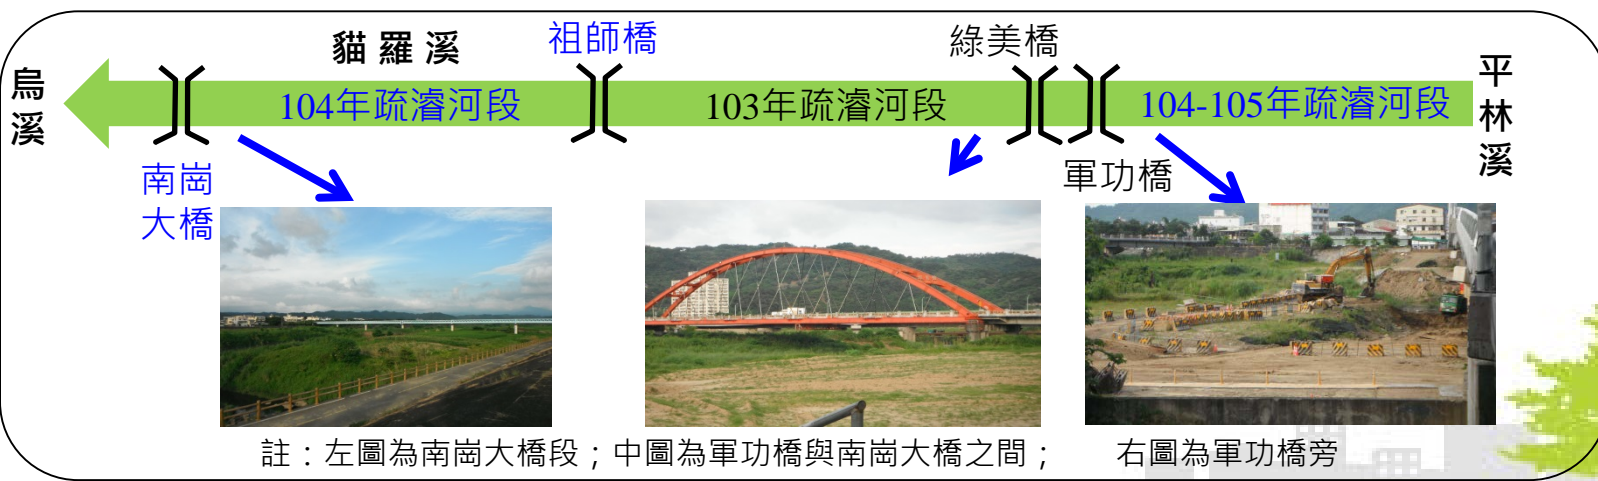 貓羅溪
祖師橋
綠美橋
烏溪
104年疏濬河段
103年疏濬河段
104-105年疏濬河段
平林溪
南崗
大橋
軍功橋
註：左圖為南崗大橋段；中圖為軍功橋與南崗大橋之間； 右圖為軍功橋旁